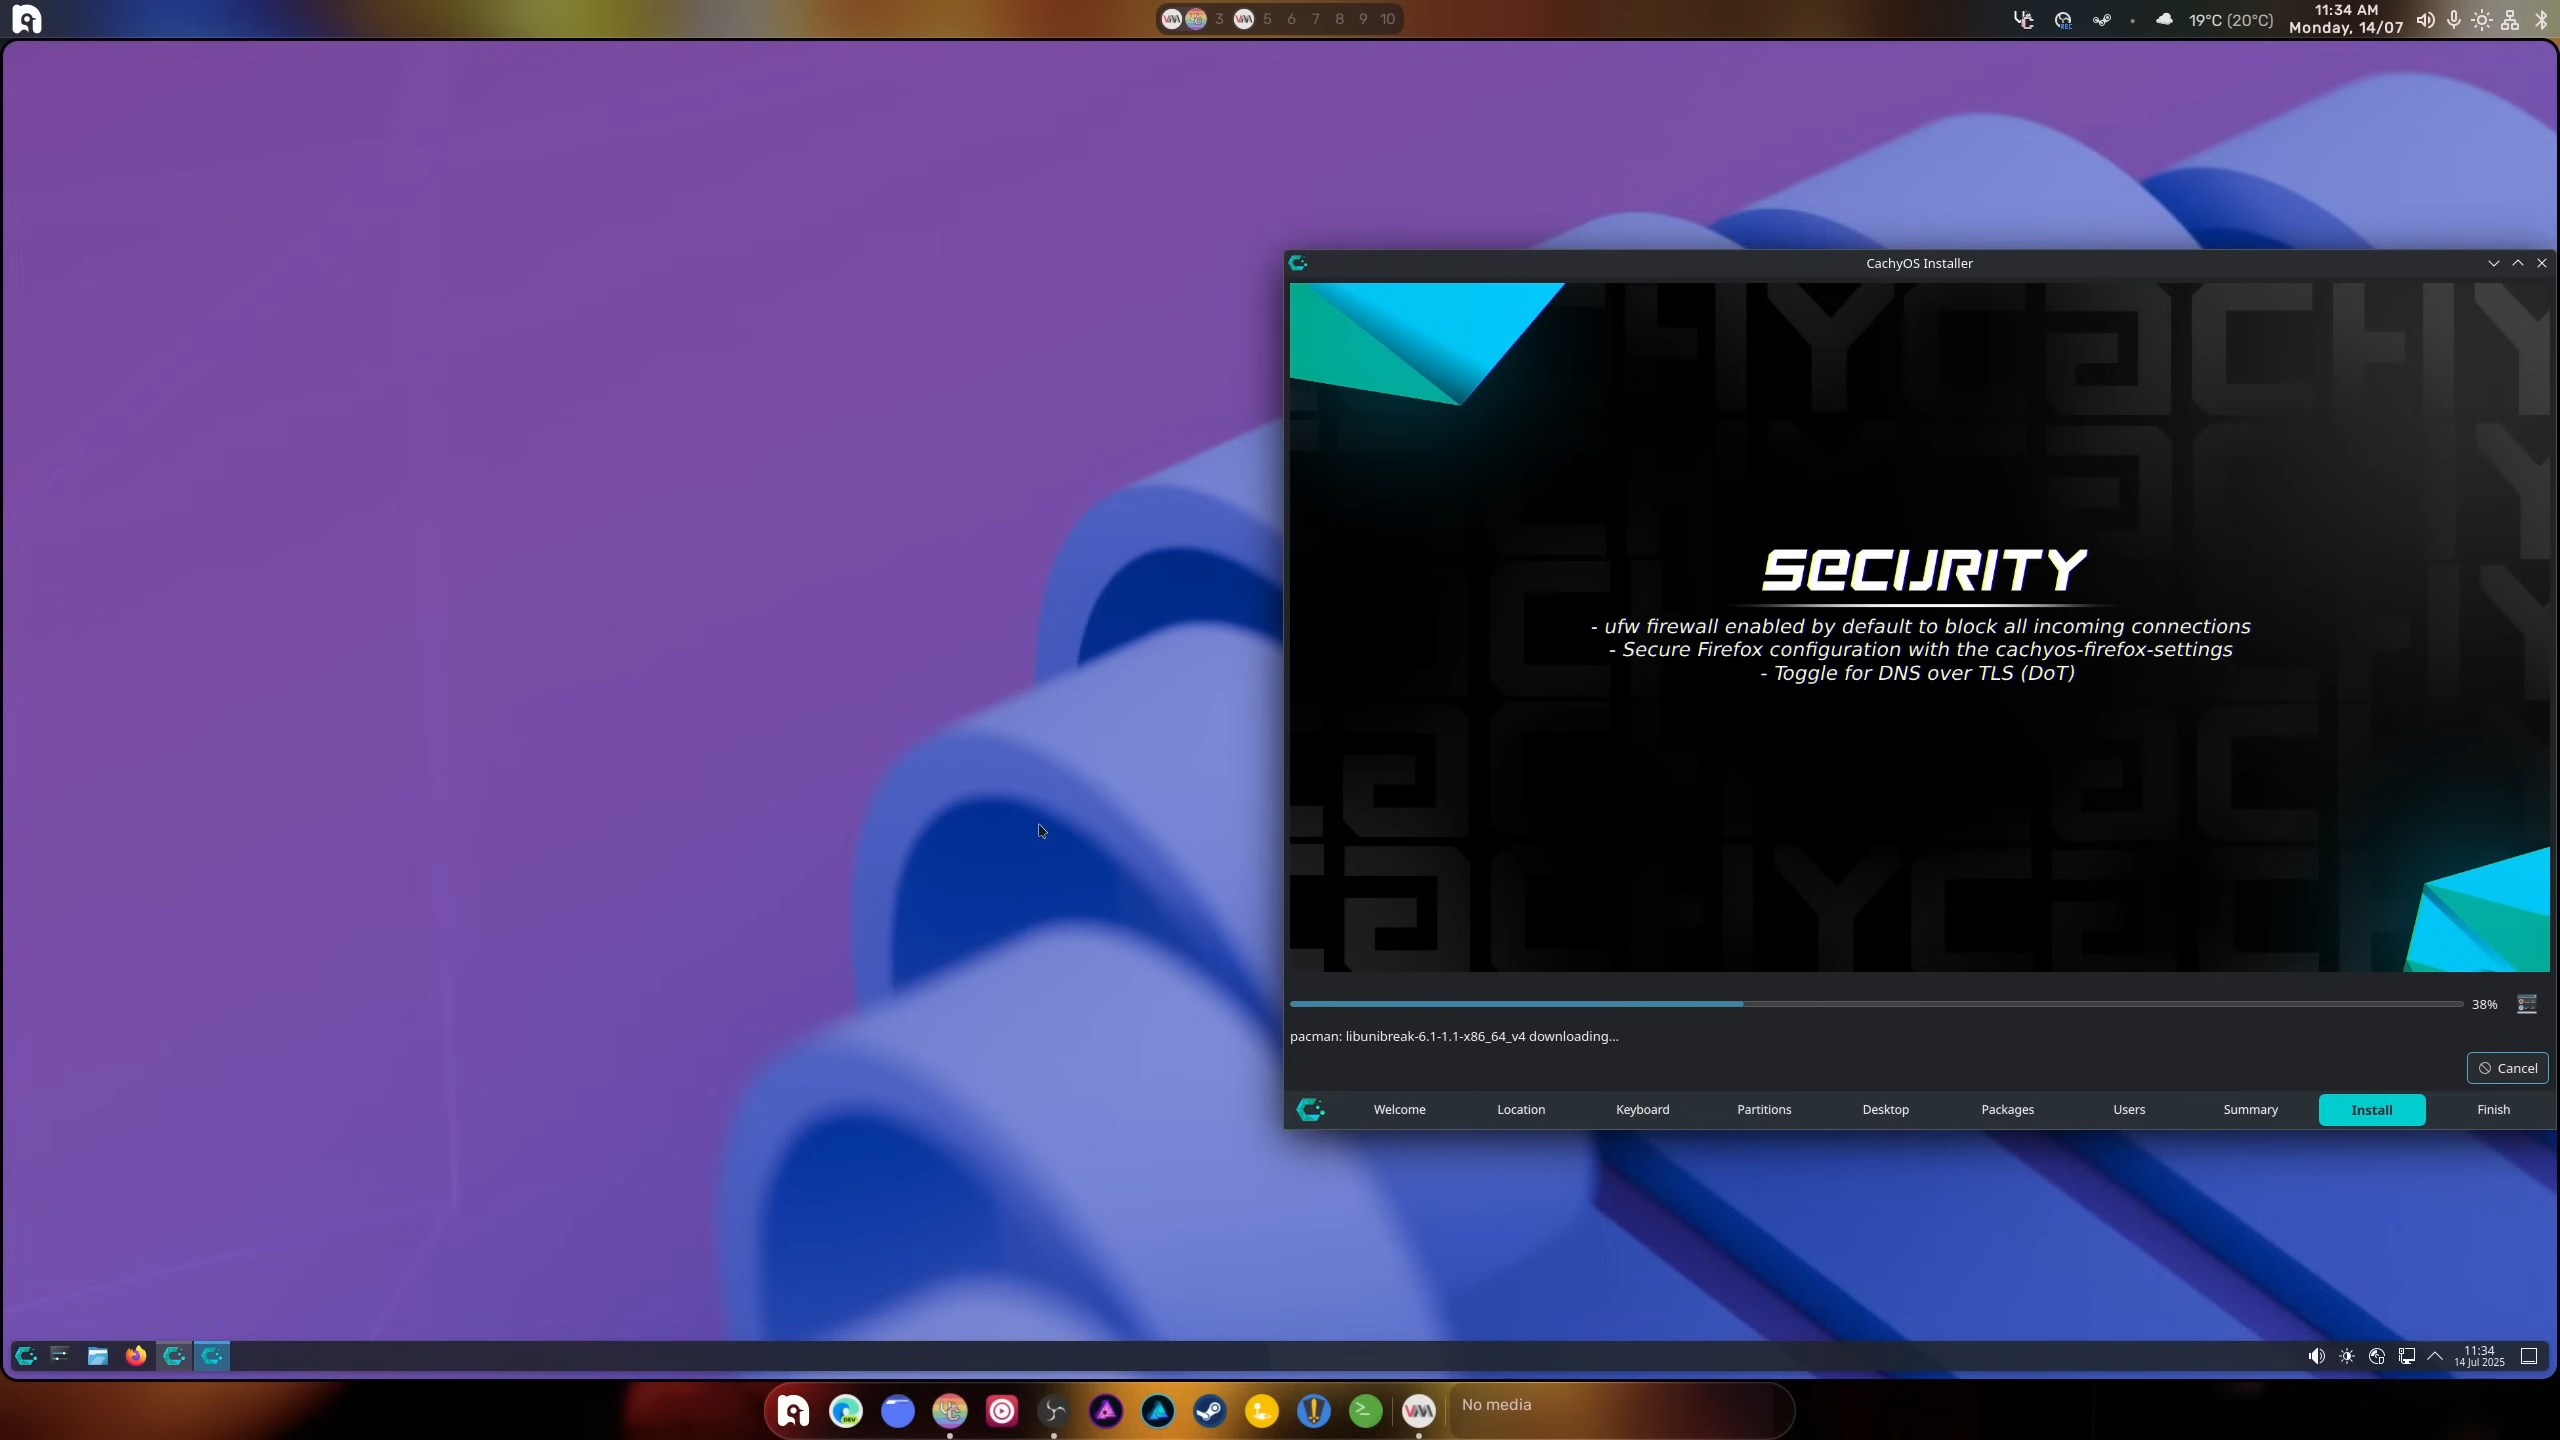 3 5 6 7 8 9 10
REC
19°C (20°C)
11:34 AM
Monday, 14/07
CachyOS Installer
SECURITY
- ufw firewall enabled by default to block all incoming connections
- Secure Firefox configuration with the cachyos-firefox-settings
- Toggle for DNS over TLS (DoT)
38%
pacman: libunibreak-6.1-1.1-x86_64_v4 downloading...
Cancel
Welcome Location Keyboard Partitions Desktop Packages Users Summary Install Finish
11:34
14 Jul 2025
DEV
No media